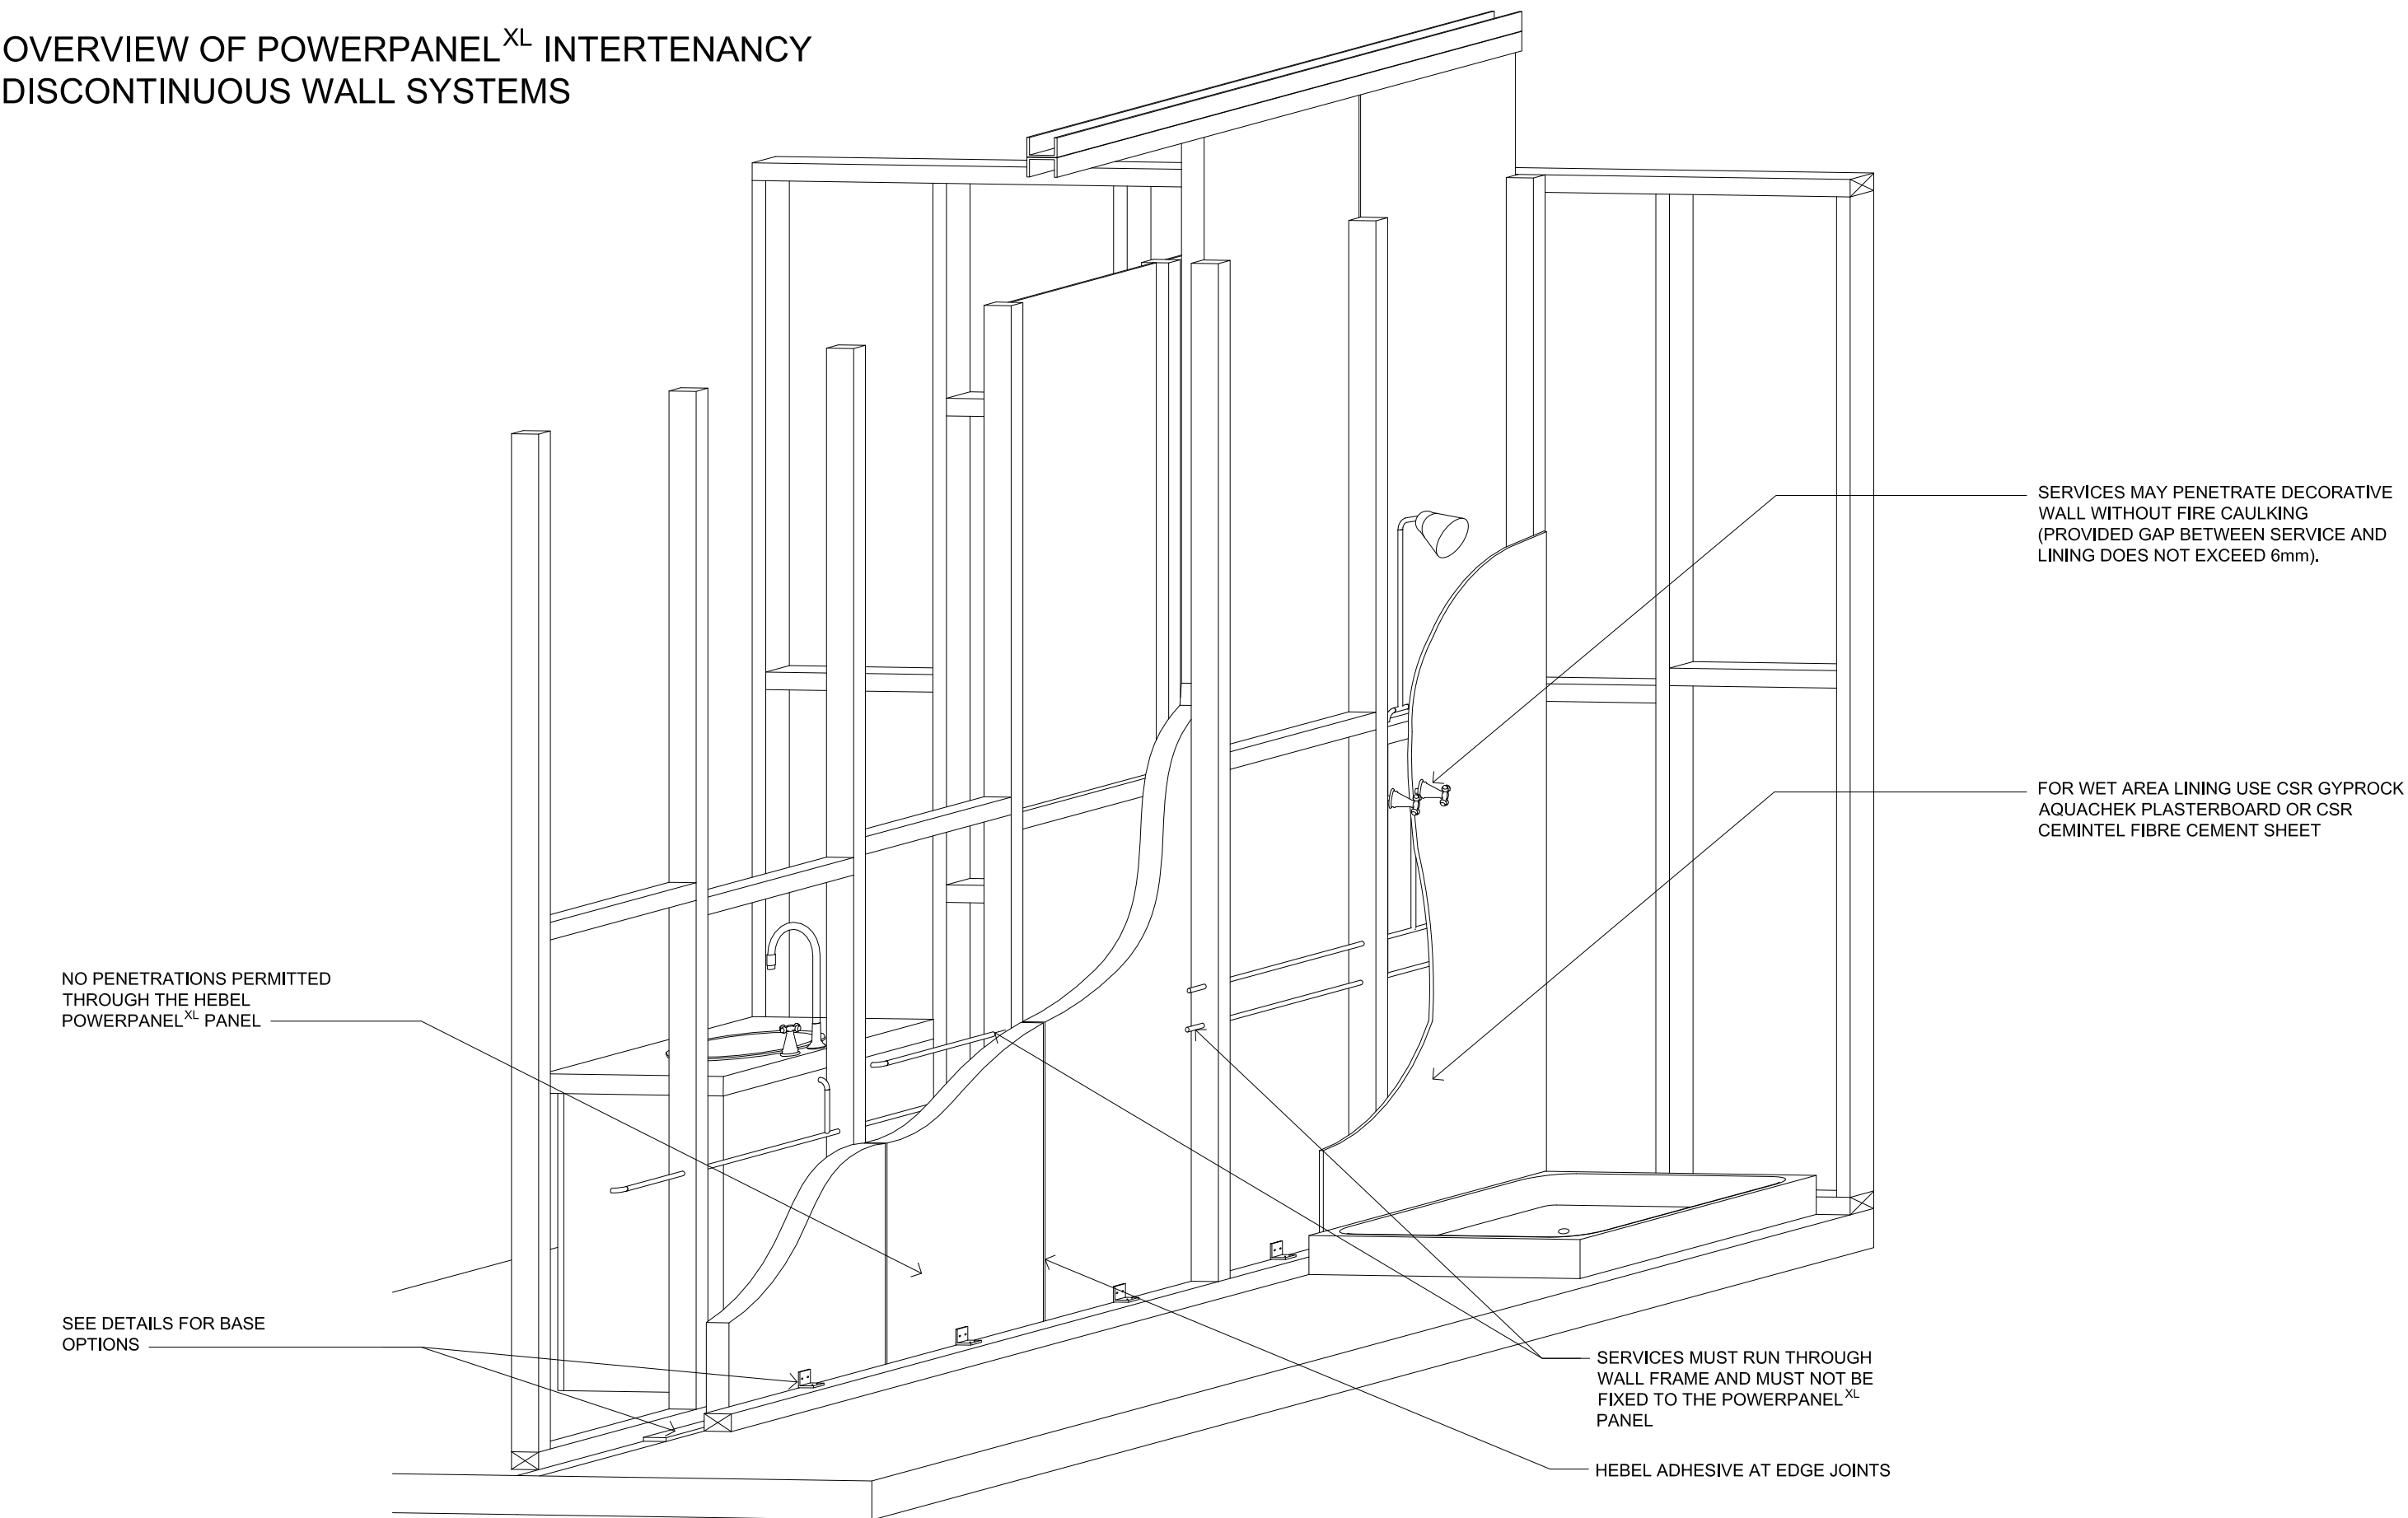 OVERVIEW OF POWERPANEL XL INTERTENANCY
DISCONTINUOUS WALL SYSTEMS
SERVICES MAY PENETRATE DECORATIVE
WALL WITHOUT FIRE CAULKING
(PROVIDED GAP BETWEEN SERVICE AND
LINING DOES NOT EXCEED 6mm).
FOR WET AREA LINING USE CSR GYPROCK
AQUACHEK PLASTERBOARD OR CSR
CEMINTEL FIBRE CEMENT SHEET
NO PENETRATIONS PERMITTED
THROUGH THE HEBEL
POWERPANEL XL PANEL
SEE DETAILS FOR BASE
OPTIONS
SERVICES MUST RUN THROUGH
WALL FRAME AND MUST NOT BE
FIXED TO THE POWERPANEL XL
PANEL
HEBEL ADHESIVE AT EDGE JOINTS